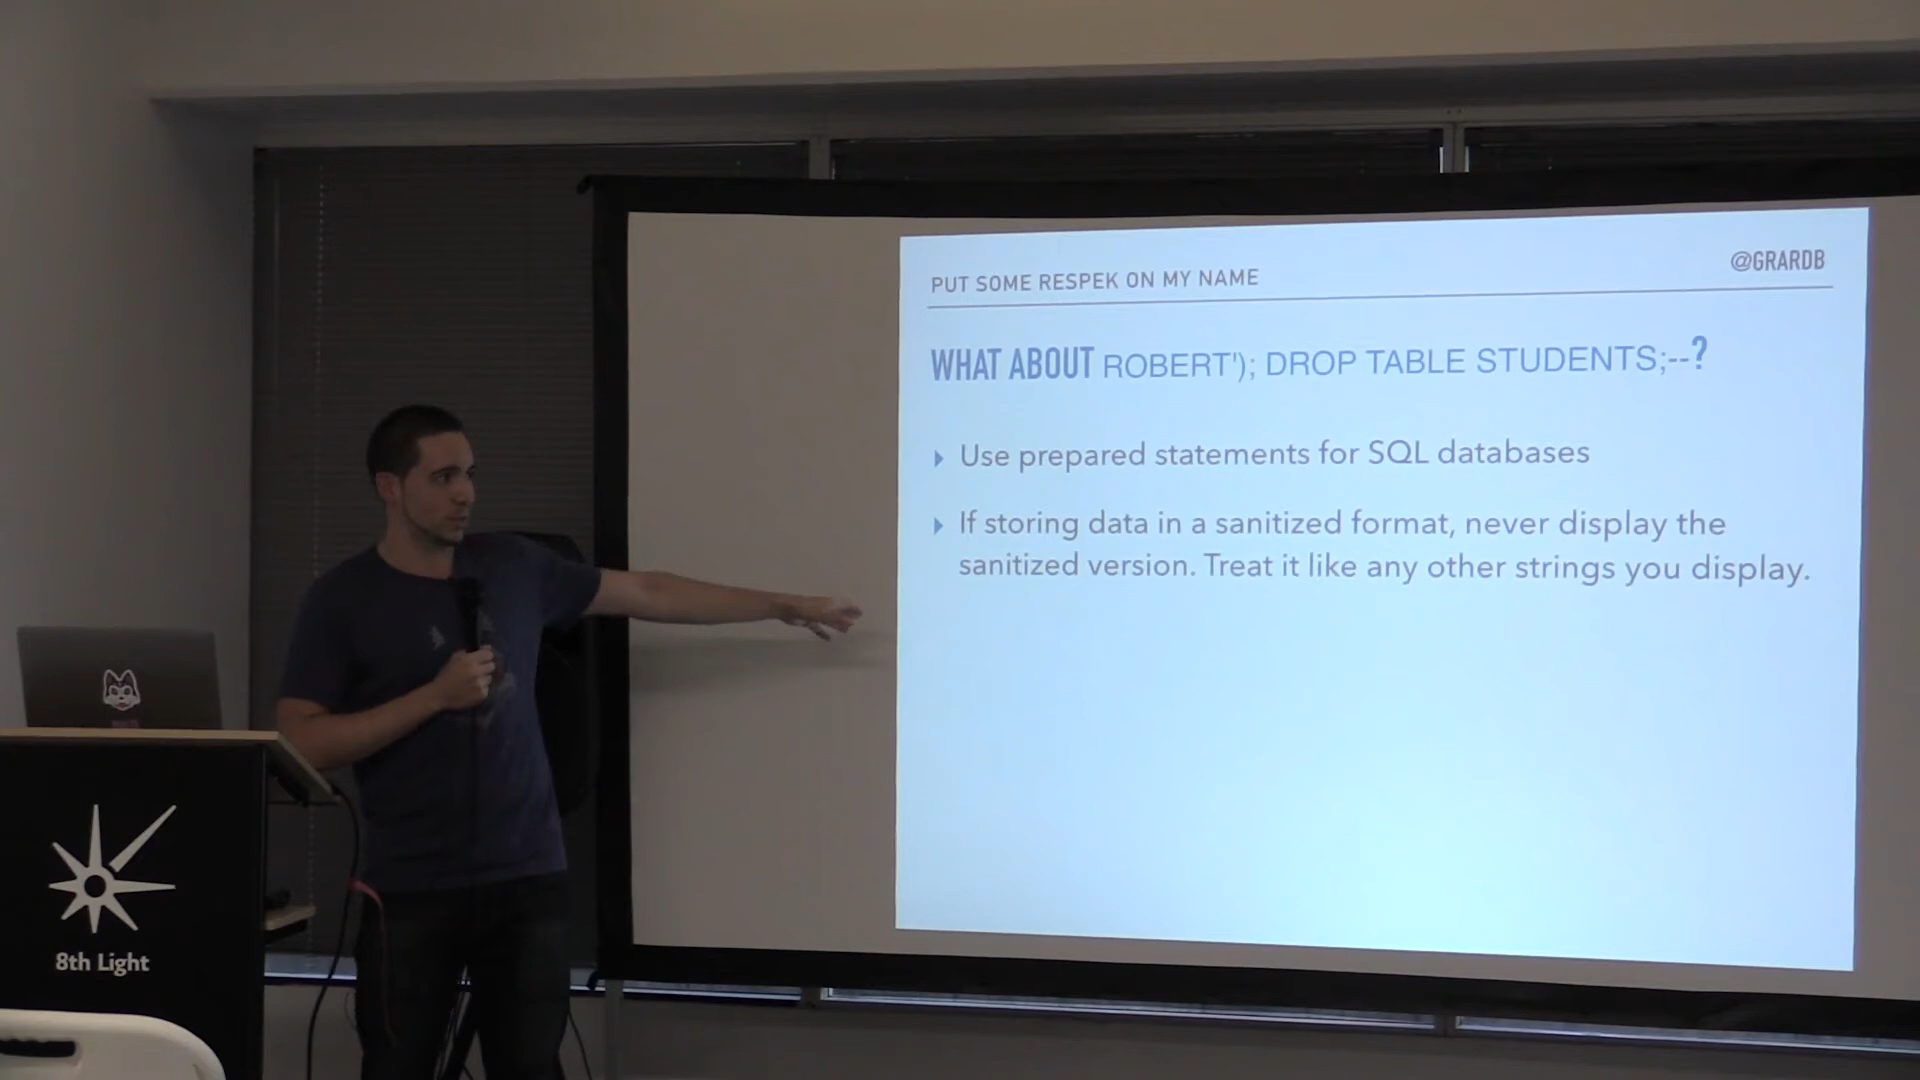 PUT SOME RESPEK ON MY NAME
@GRARDB
WHAT ABOUT ROBERT'); DROP TABLE STUDENTS;--?
Use prepared statements for SQL databases
If storing data in a sanitized format, never display the
sanitized version. Treat it like any other strings you display.
8th Light